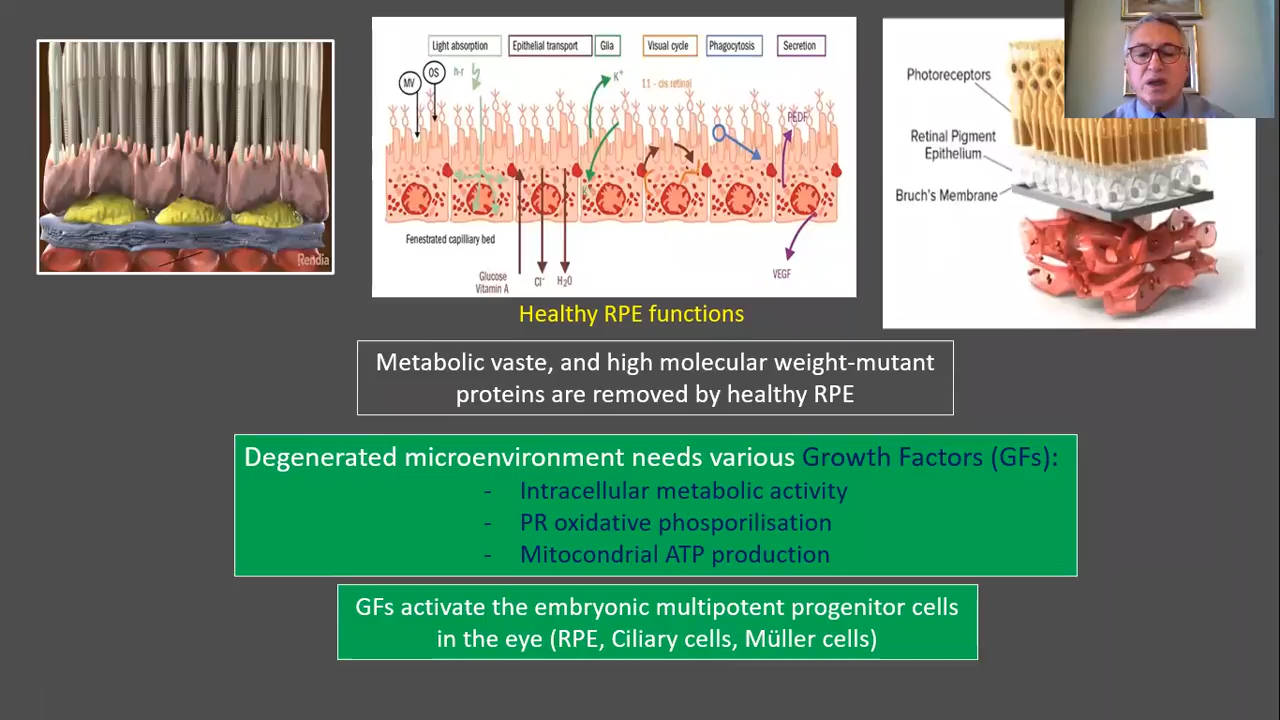 Rendia
Light absorption
Epithelial transport
Glia
Visual cycle
Phagocytosis
Secretion
MV
OS
h-r
K⁺
11 - cis retinal
PEDF
K⁺
Fenestrated capillary bed
Glucose
Vitamin A
Cl⁻
H₂O
VEGF
Photoreceptors
Retinal Pigment
Epithelium
Bruch's Membrane
Healthy RPE functions
Metabolic vaste, and high molecular weight-mutant
proteins are removed by healthy RPE
Degenerated microenvironment needs various Growth Factors (GFs):
- Intracellular metabolic activity
- PR oxidative phosporilisation
- Mitocondrial ATP production
GFs activate the embryonic multipotent progenitor cells
in the eye (RPE, Ciliary cells, Müller cells)